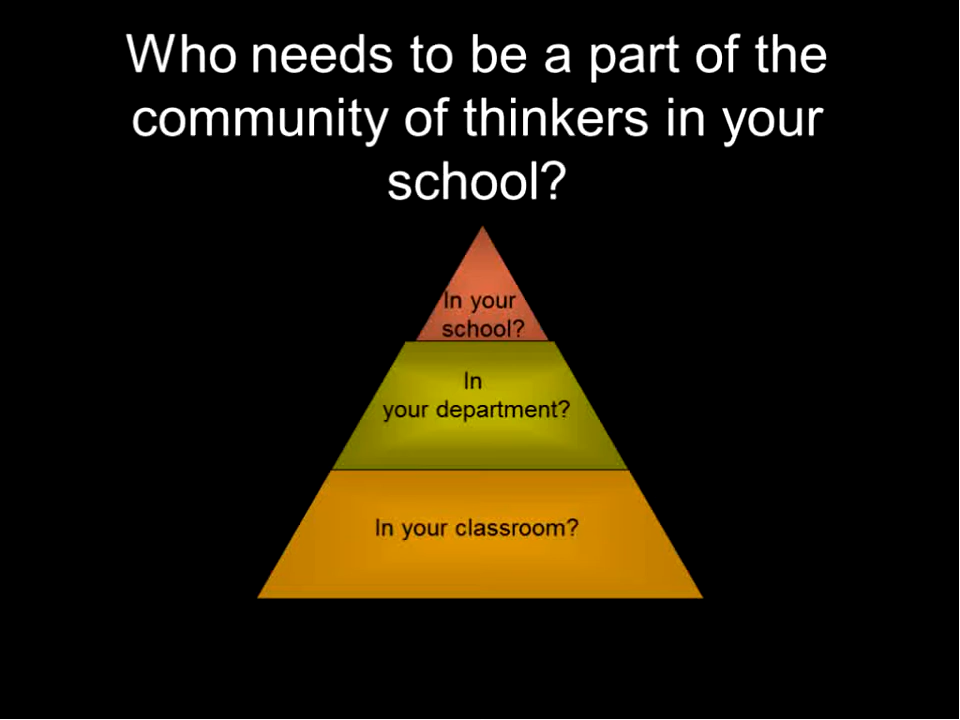 Who needs to be a part of the
community of thinkers in your
school?
In your
school?
In
your department?
In your classroom?